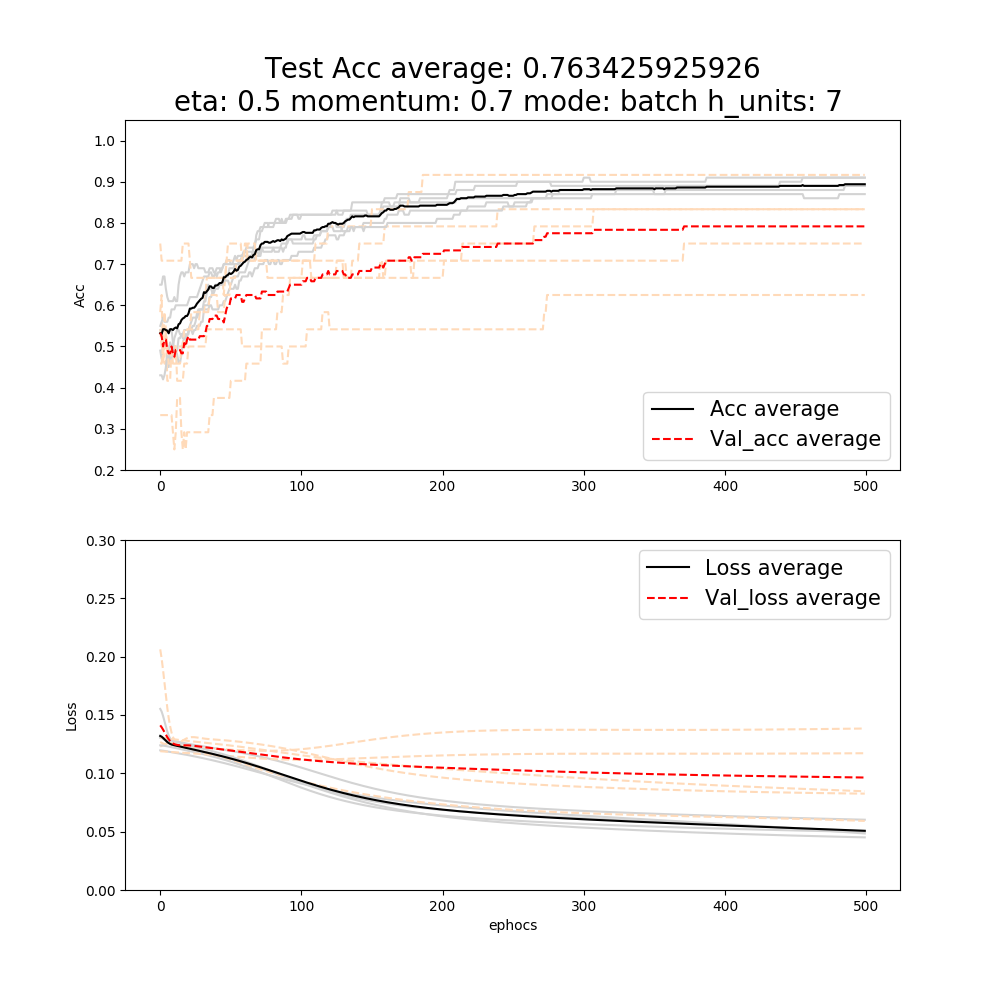 Test Acc average: 0.763425925926
eta: 0.5 momentum: 0.7 mode: batch h_units: 7
1.0
0.9
0.8
0.7
0.6
0.5
0.4
0.3
0.2
Acc
Acc average
Val_acc average
0 100 200 300 400 500
0.30
0.25
0.20
0.15
0.10
0.05
0.00
Loss
Loss average
Val_loss average
0 100 200 300 400 500
ephocs